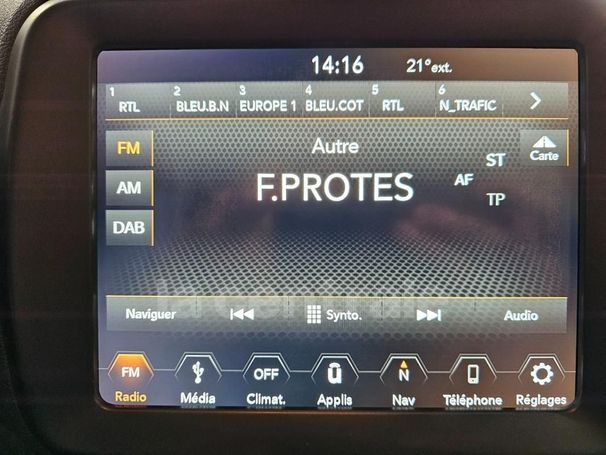 14:16 21°ext.
1 2 3 4 5 6
RTL BLEU.B.N EUROPE 1 BLEU.COT RTL N_TRAFIC
FM Autre Carte
ST
AM F.PROTES AF
TP
DAB
la centrale
Naviguer Synto. Audio
FM OFF N
Radio Média Climat. Applis Nav Téléphone Réglages